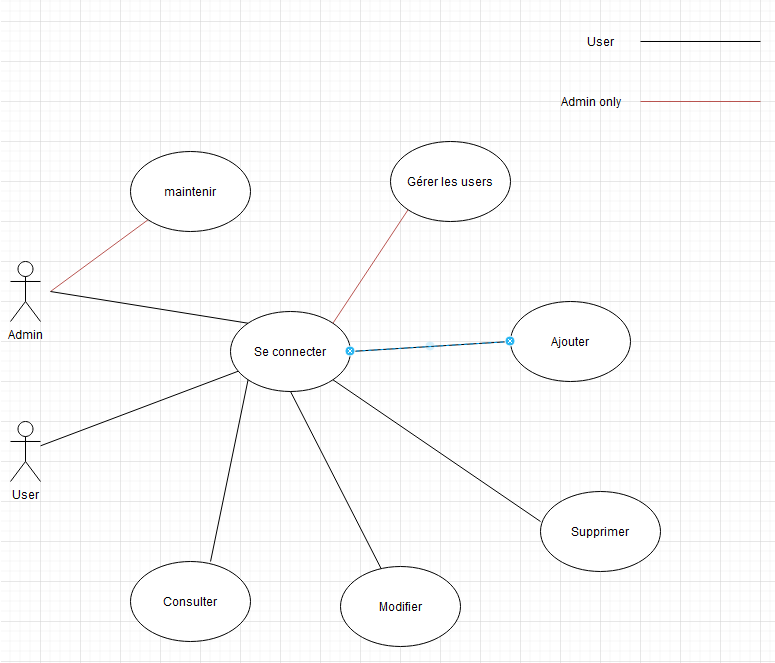 User
Admin only
Gérer les users
maintenir
Admin
Se connecter
Ajouter
User
Supprimer
Consulter
Modifier